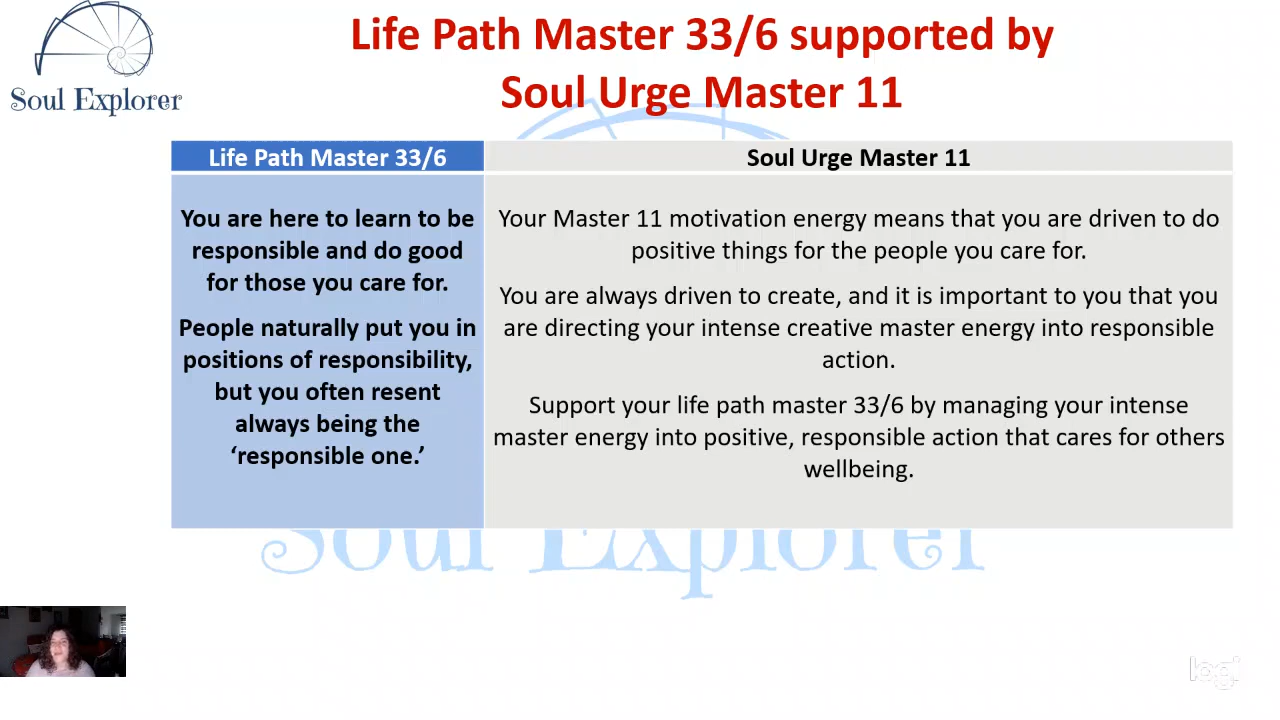 Life Path Master 33/6 supported by
Soul Urge Master 11
Soul Explorer
Life Path Master 33/6
Soul Urge Master 11
You are here to learn to be
responsible and do good
for those you care for.
People naturally put you in
positions of responsibility,
but you often resent
always being the
‘responsible one.’
Your Master 11 motivation energy means that you are driven to do
positive things for the people you care for.
You are always driven to create, and it is important to you that you
are directing your intense creative master energy into responsible
action.
Support your life path master 33/6 by managing your intense
master energy into positive, responsible action that cares for others
wellbeing.
Soul Explorer
logi